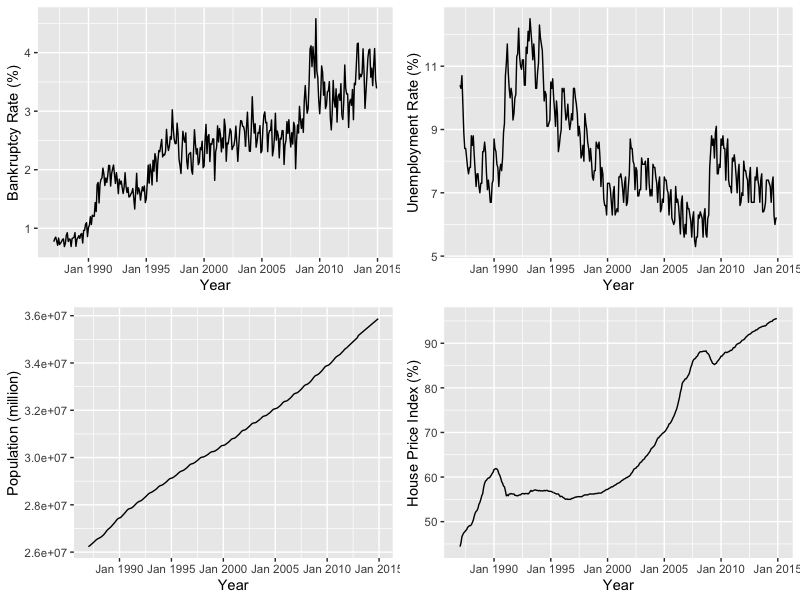 Bankruptcy Rate (%)
4
3
2
1
Jan 1990 Jan 1995 Jan 2000 Jan 2005 Jan 2010 Jan 2015
Year
Unemployment Rate (%)
11
9
7
5
Jan 1990 Jan 1995 Jan 2000 Jan 2005 Jan 2010 Jan 2015
Year
Population (million)
3.6e+07
3.4e+07
3.2e+07
3.0e+07
2.8e+07
2.6e+07
Jan 1990 Jan 1995 Jan 2000 Jan 2005 Jan 2010 Jan 2015
Year
House Price Index (%)
90
80
70
60
50
Jan 1990 Jan 1995 Jan 2000 Jan 2005 Jan 2010 Jan 2015
Year